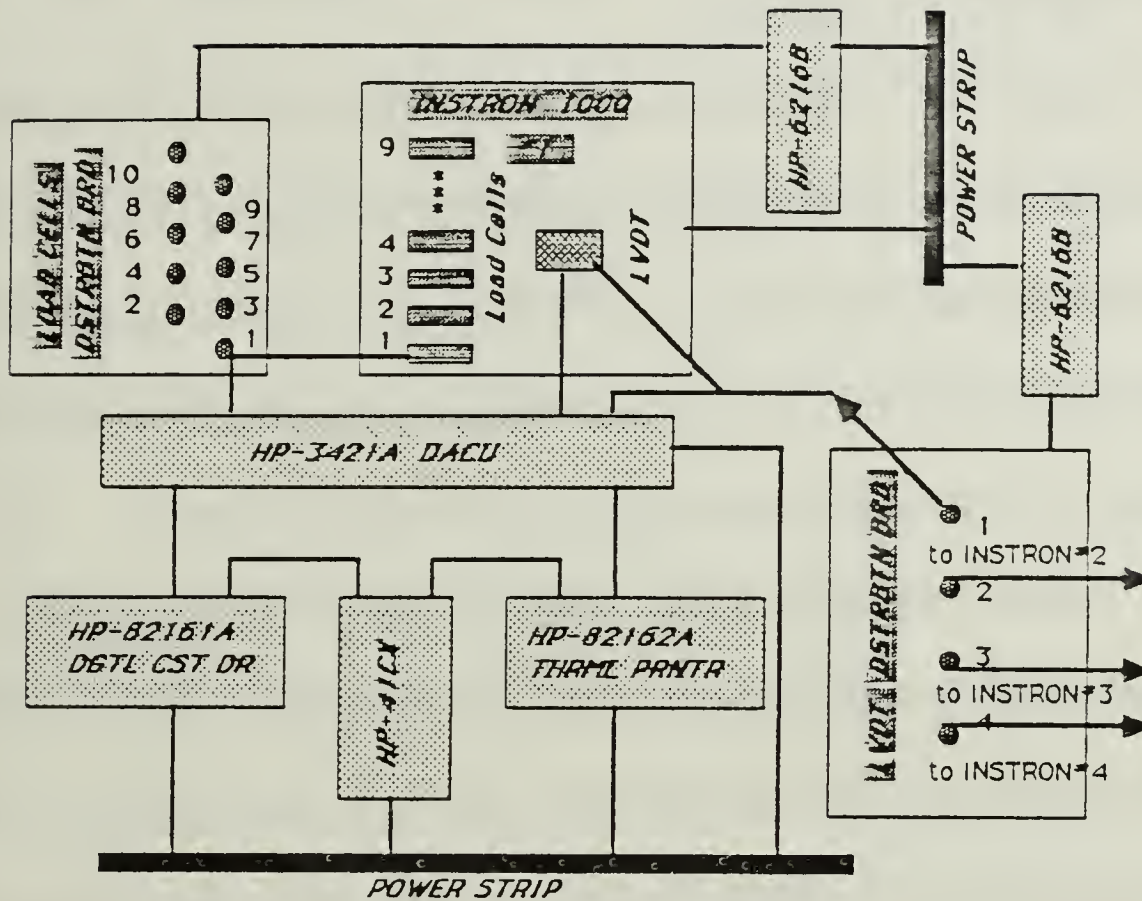 HP-6216B
POWER STRIP
INSTRON 1000
LOAD CELLS
DSTRBTN BRD
10
8
6
4
2
9
7
5
3
1
9
4
3
2
1
#1
Load Cells
LVDT
HP-6216B
HP-3421A DACU
LVDT DSTRBTN BRD
1
to INSTRON#2
2
3
to INSTRON#3
4
to INSTRON#4
HP-82161A
DGTL CST DR
HP-41CX
HP-82162A
THRML PRNTR
POWER STRIP